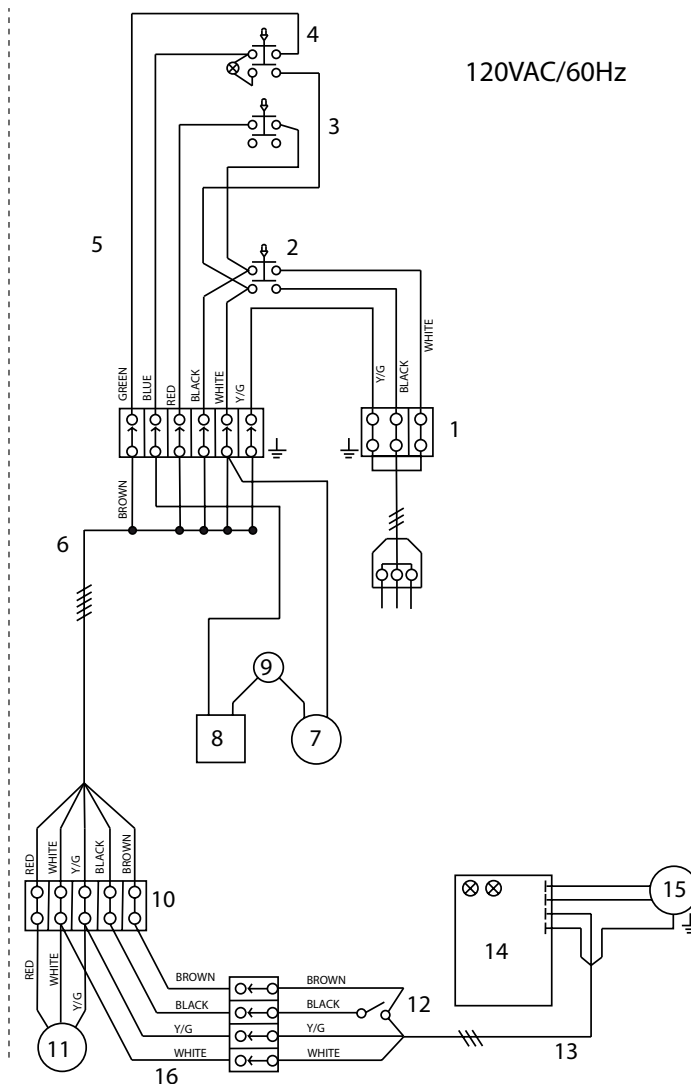 4
120VAC/60Hz
3
5
2
GREEN
BLUE
RED
BLACK
WHITE
Y/G
Y/G
BLACK
WHITE
1
BROWN
6
9
8
7
RED
WHITE
Y/G
BLACK
BROWN
10
14
15
RED
WHITE
Y/G
BROWN
BROWN
BLACK
BLACK
12
Y/G
Y/G
WHITE
WHITE
11
16
13